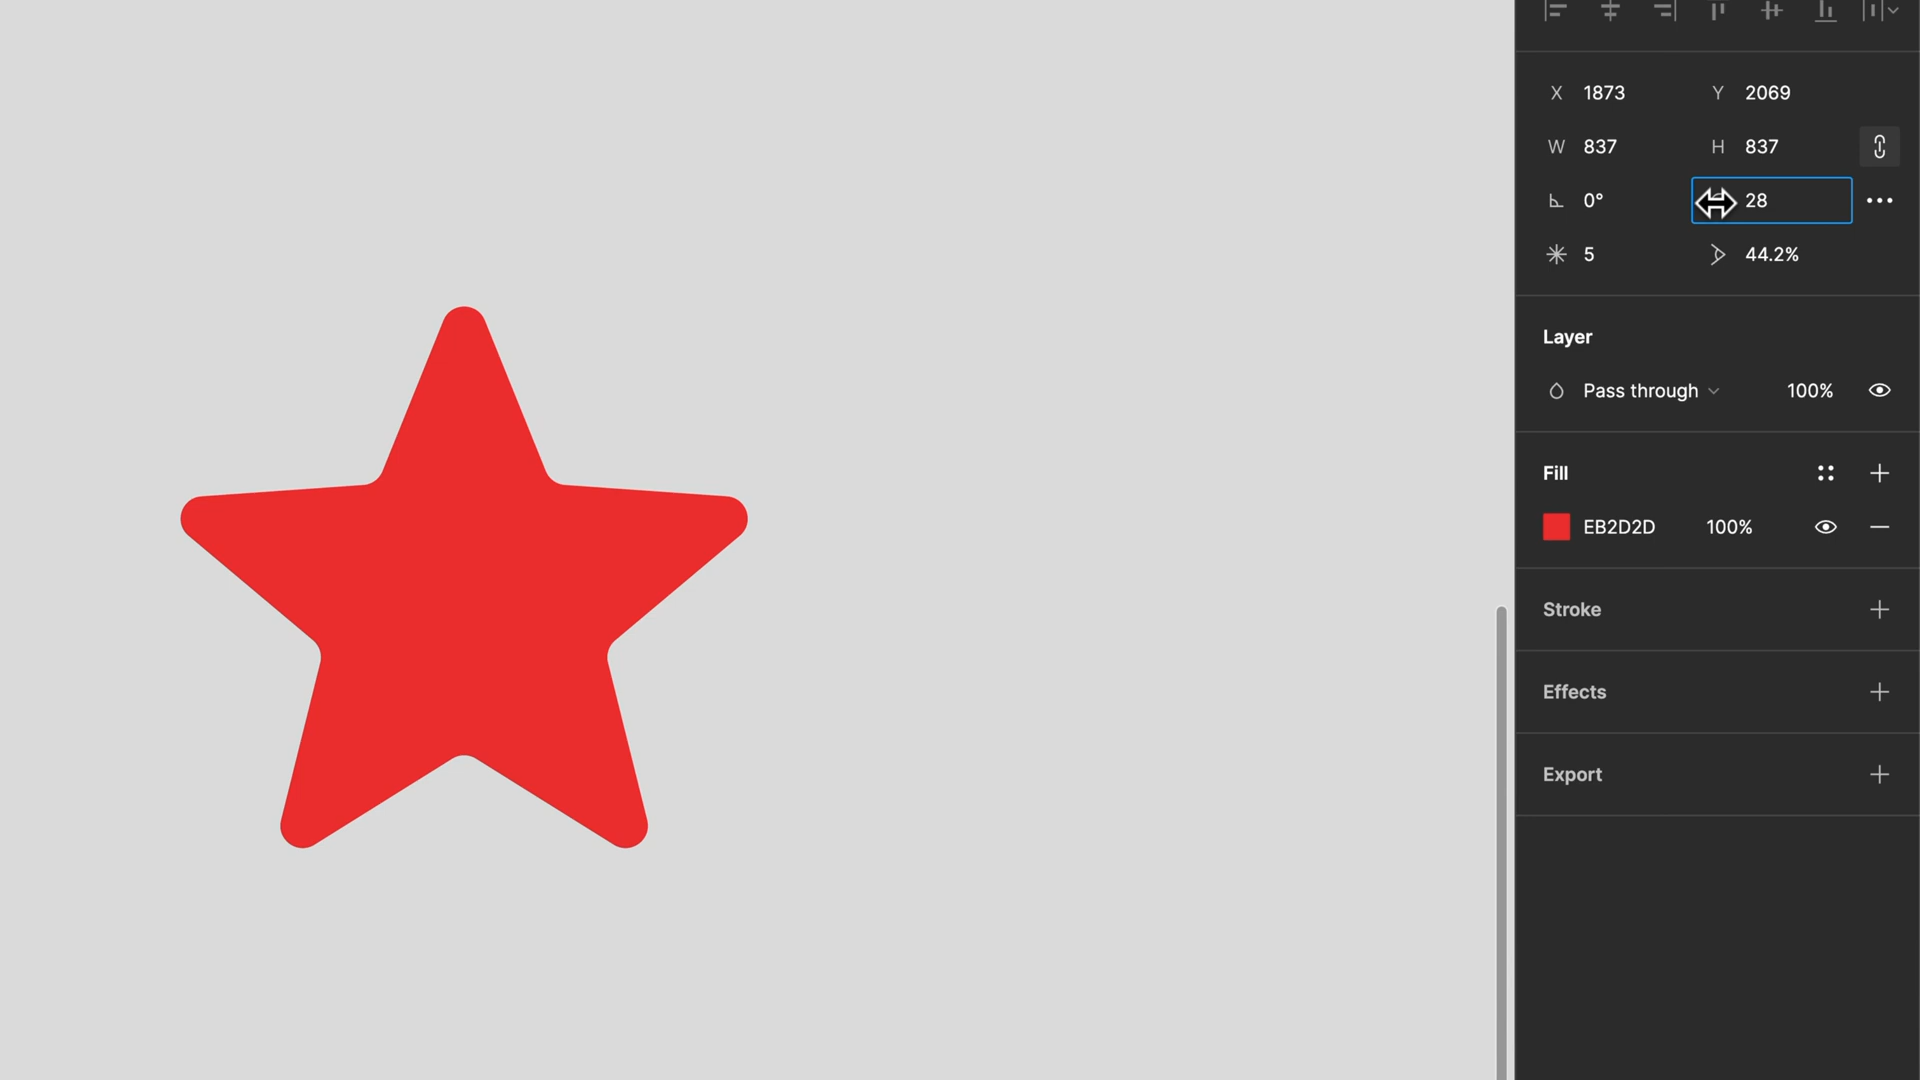 X 1873 Y 2069
W 837 H 837
0° 28
5 44.2%
Layer
Pass through 100%
Fill
EB2D2D 100%
Stroke
Effects
Export